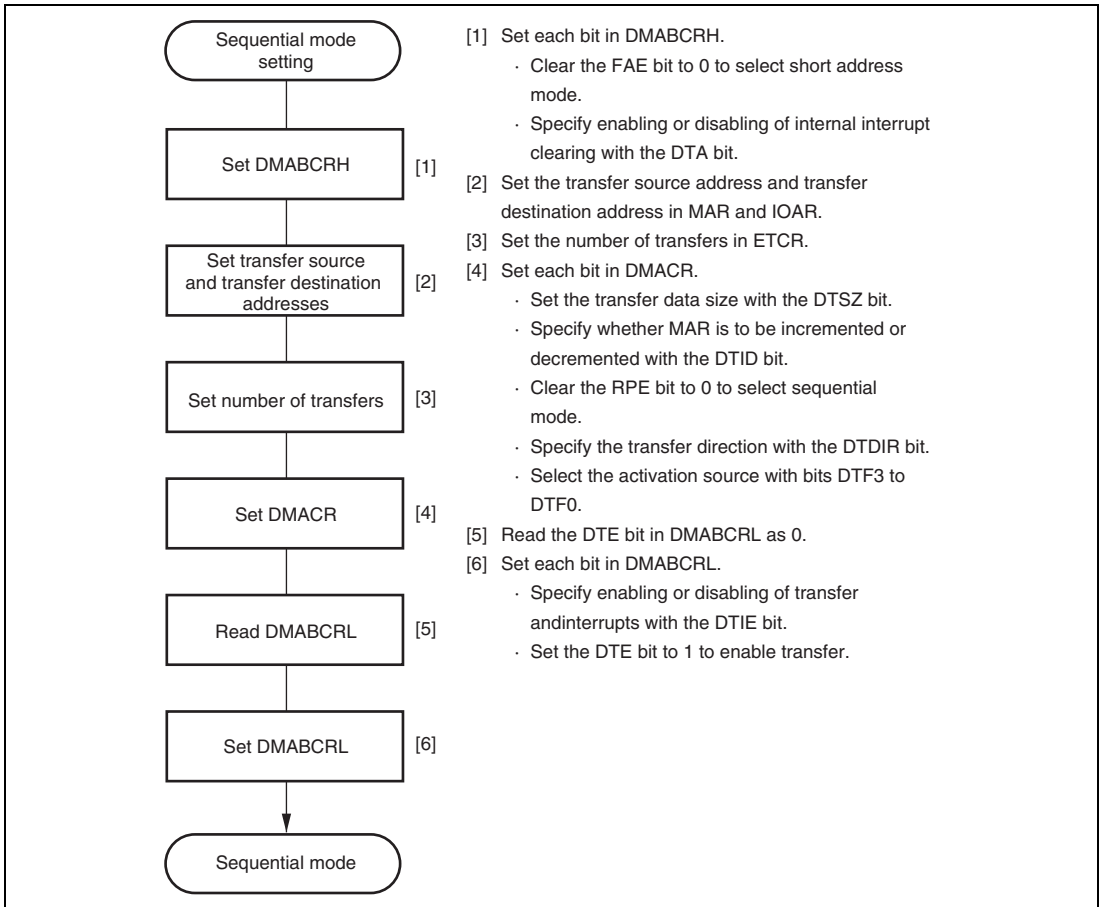 Sequential mode
setting
Set DMABCRH
[1]
Set transfer source
and transfer destination
addresses
[2]
Set number of transfers
[3]
Set DMACR
[4]
Read DMABCRL
[5]
Set DMABCRL
[6]
Sequential mode
[1] Set each bit in DMABCRH.
· Clear the FAE bit to 0 to select short address
mode.
· Specify enabling or disabling of internal interrupt
clearing with the DTA bit.
[2] Set the transfer source address and transfer
destination address in MAR and IOAR.
[3] Set the number of transfers in ETCR.
[4] Set each bit in DMACR.
· Set the transfer data size with the DTSZ bit.
· Specify whether MAR is to be incremented or
decremented with the DTID bit.
· Clear the RPE bit to 0 to select sequential
mode.
· Specify the transfer direction with the DTDIR bit.
· Select the activation source with bits DTF3 to
DTF0.
[5] Read the DTE bit in DMABCRL as 0.
[6] Set each bit in DMABCRL.
· Specify enabling or disabling of transfer
andinterrupts with the DTIE bit.
· Set the DTE bit to 1 to enable transfer.